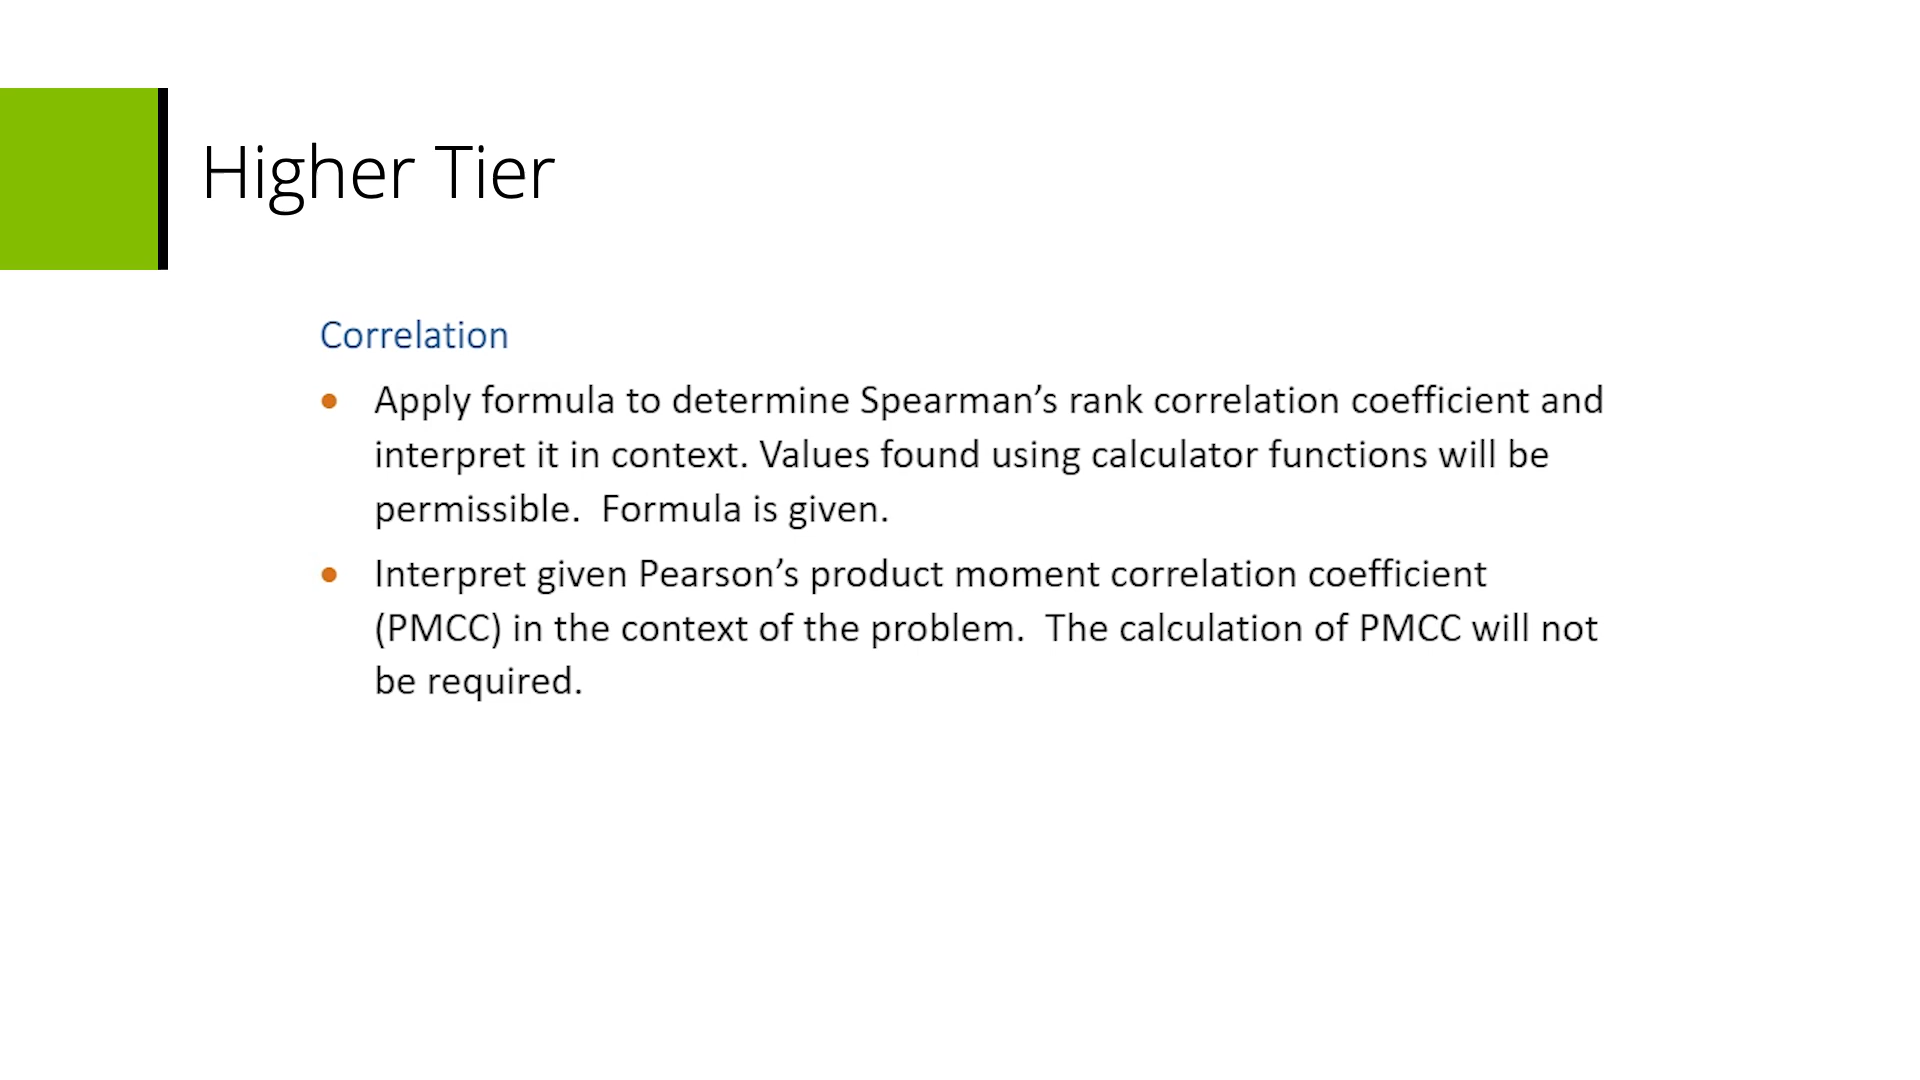 Higher Tier
Correlation
• Apply formula to determine Spearman’s rank correlation coefficient and
interpret it in context. Values found using calculator functions will be
permissible.  Formula is given.
• Interpret given Pearson’s product moment correlation coefficient
(PMCC) in the context of the problem.  The calculation of PMCC will not
be required.